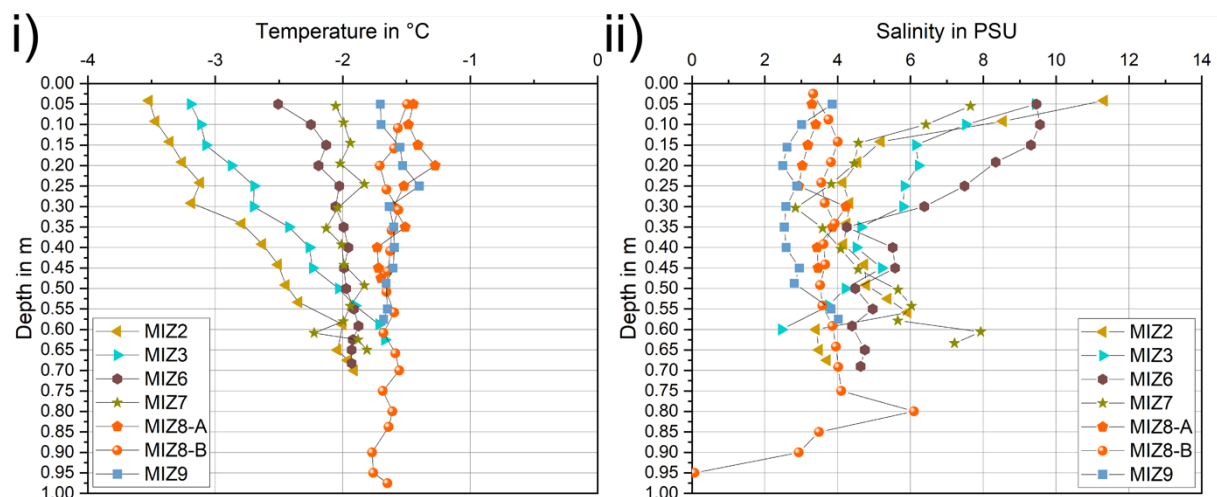 i)
Temperature in °C
-4 -3 -2 -1 0
Depth in m
0.00
0.05
0.10
0.15
0.20
0.25
0.30
0.35
0.40
0.45
0.50
0.55
0.60
0.65
0.70
0.75
0.80
0.85
0.90
0.95
1.00
MIZ2
MIZ3
MIZ6
MIZ7
MIZ8-A
MIZ8-B
MIZ9
ii)
Salinity in PSU
0 2 4 6 8 10 12 14
Depth in m
0.00
0.05
0.10
0.15
0.20
0.25
0.30
0.35
0.40
0.45
0.50
0.55
0.60
0.65
0.70
0.75
0.80
0.85
0.90
0.95
1.00
MIZ2
MIZ3
MIZ6
MIZ7
MIZ8-A
MIZ8-B
MIZ9